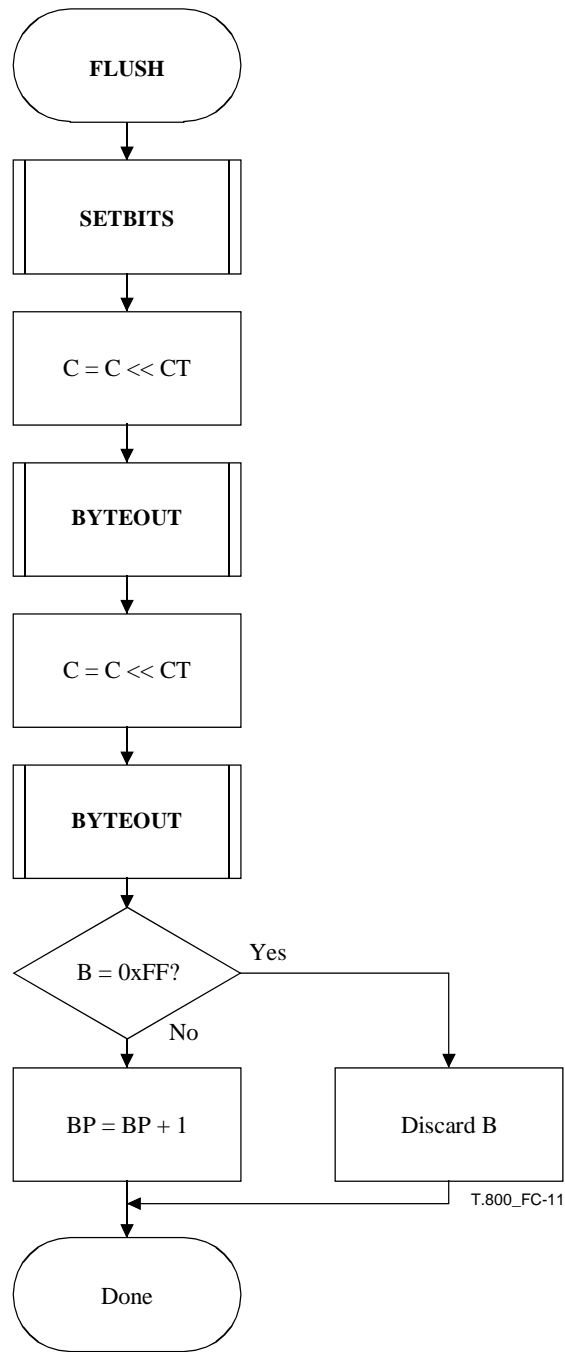 FLUSH
SETBITS
C = C << CT
BYTEOUT
C = C << CT
BYTEOUT
B = 0xFF?
Yes
No
BP = BP + 1
Discard B
T.800_FC-11
Done